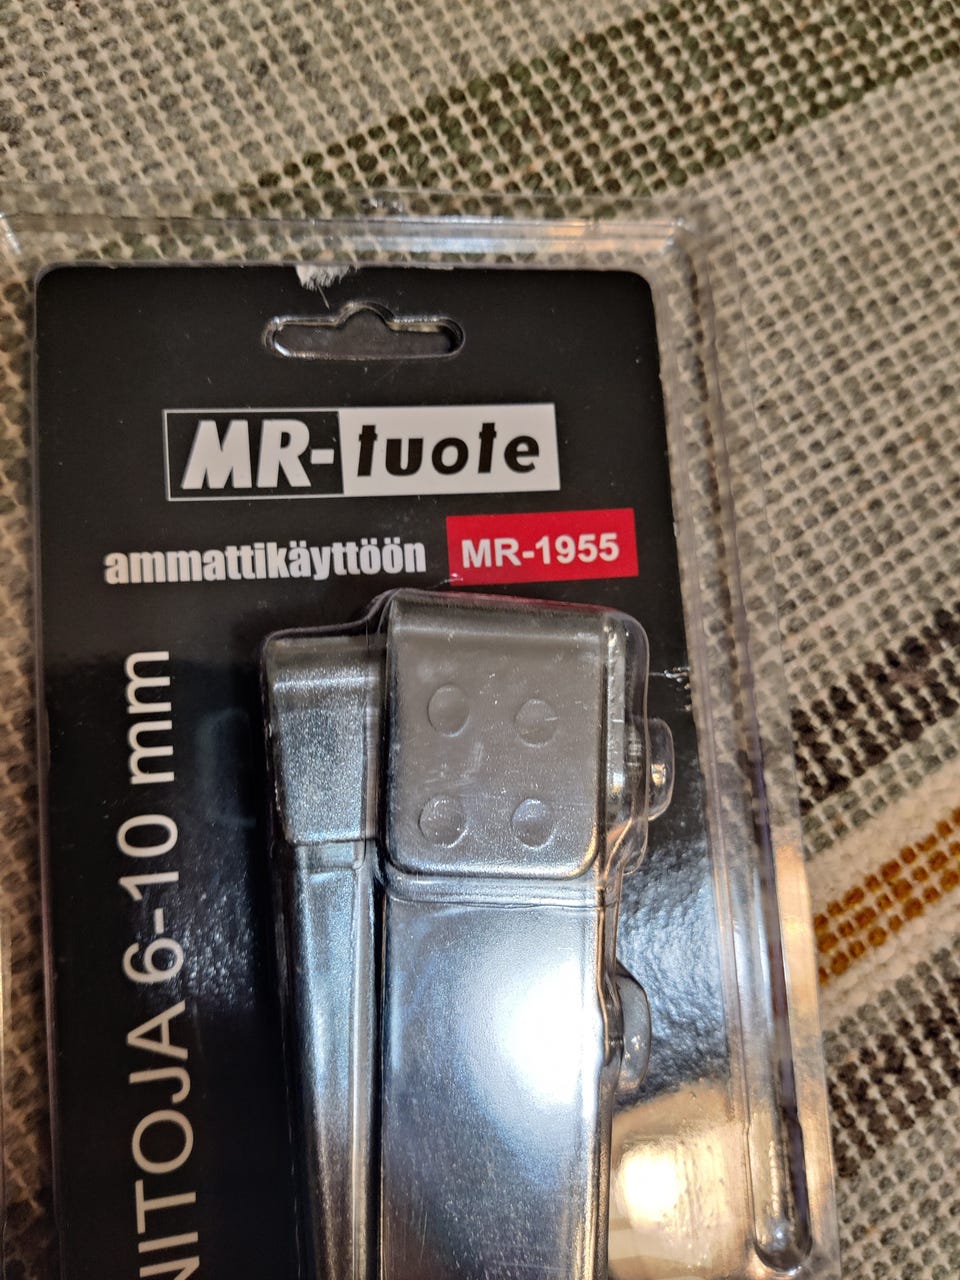 MR-tuote
ammattikäyttöön MR-1955
NITOJA 6-10 mm